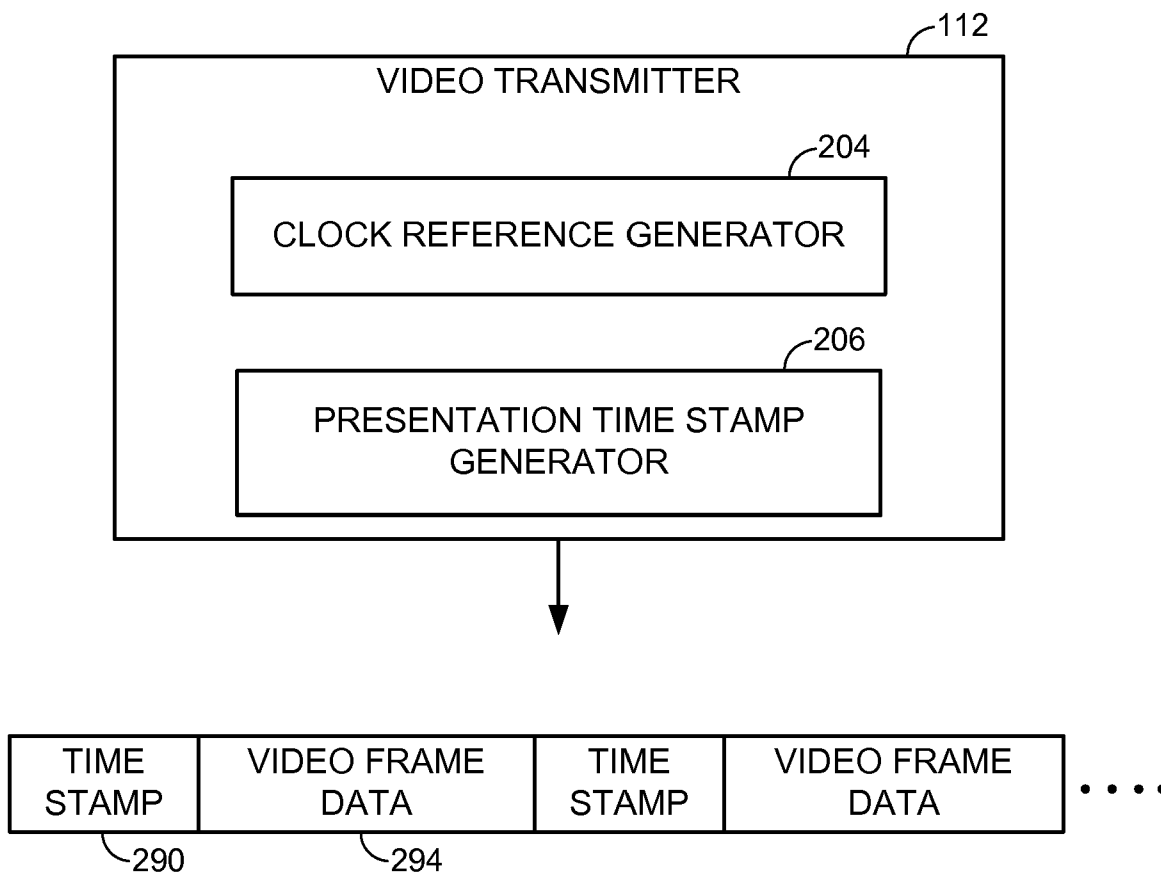 112
VIDEO TRANSMITTER
204
CLOCK REFERENCE GENERATOR
206
PRESENTATION TIME STAMP
GENERATOR
TIME
STAMP
VIDEO FRAME
DATA
TIME
STAMP
VIDEO FRAME
DATA
290
294